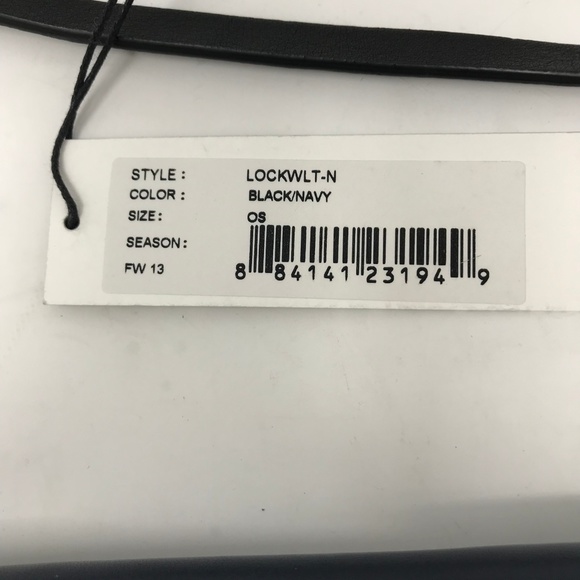 STYLE : LOCKWLT-N
COLOR : BLACK/NAVY
SIZE : OS
SEASON :
FW 13
8 84141 23194 9